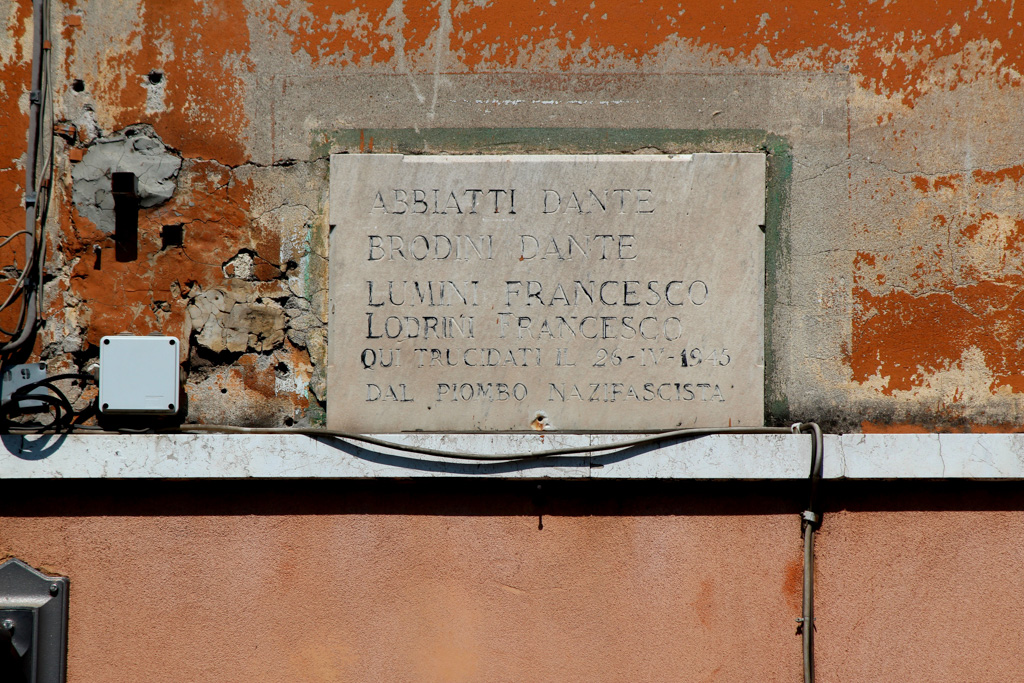 ABBIATTI DANTE
BRODINI DANTE
LUMINI FRANCESCO
LODRINI FRANCESCO
QUI TRUCIDATI IL 26-IV-1945
DAL PIOMBO NAZIFASCISTA